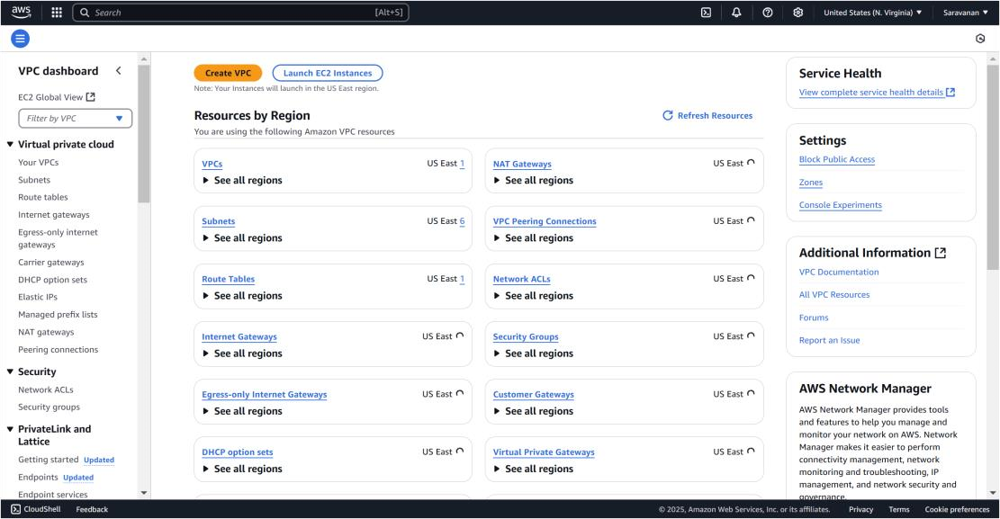 aws
Search
[Alt+S]
United States (N. Virginia)
Saravanan
VPC dashboard
EC2 Global View
Filter by VPC
Virtual private cloud
Your VPCs
Subnets
Route tables
Internet gateways
Egress-only internet
gateways
Carrier gateways
DHCP option sets
Elastic IPs
Managed prefix lists
NAT gateways
Peering connections
Security
Network ACLs
Security groups
PrivateLink and
Lattice
Getting started Updated
Endpoints Updated
Endpoint services
Create VPC
Launch EC2 Instances
Note: Your Instances will launch in the US East region.
Resources by Region
Refresh Resources
You are using the following Amazon VPC resources
VPCs US East 1
See all regions
NAT Gateways US East
See all regions
Subnets US East 6
See all regions
VPC Peering Connections US East
See all regions
Route Tables US East 1
See all regions
Network ACLs US East
See all regions
Internet Gateways US East
See all regions
Security Groups US East
See all regions
Egress-only Internet Gateways US East
See all regions
Customer Gateways US East
See all regions
DHCP option sets US East
See all regions
Virtual Private Gateways US East
See all regions
Service Health
View complete service health details
Settings
Block Public Access
Zones
Console Experiments
Additional Information
VPC Documentation
All VPC Resources
Forums
Report an Issue
AWS Network Manager
AWS Network Manager provides tools
and features to help you manage and
monitor your network on AWS. Network
Manager makes it easier to perform
connectivity management, network
monitoring and troubleshooting, IP
management, and network security and
governance.
CloudShell
Feedback
© 2025, Amazon Web Services, Inc. or its affiliates.
Privacy
Terms
Cookie preferences